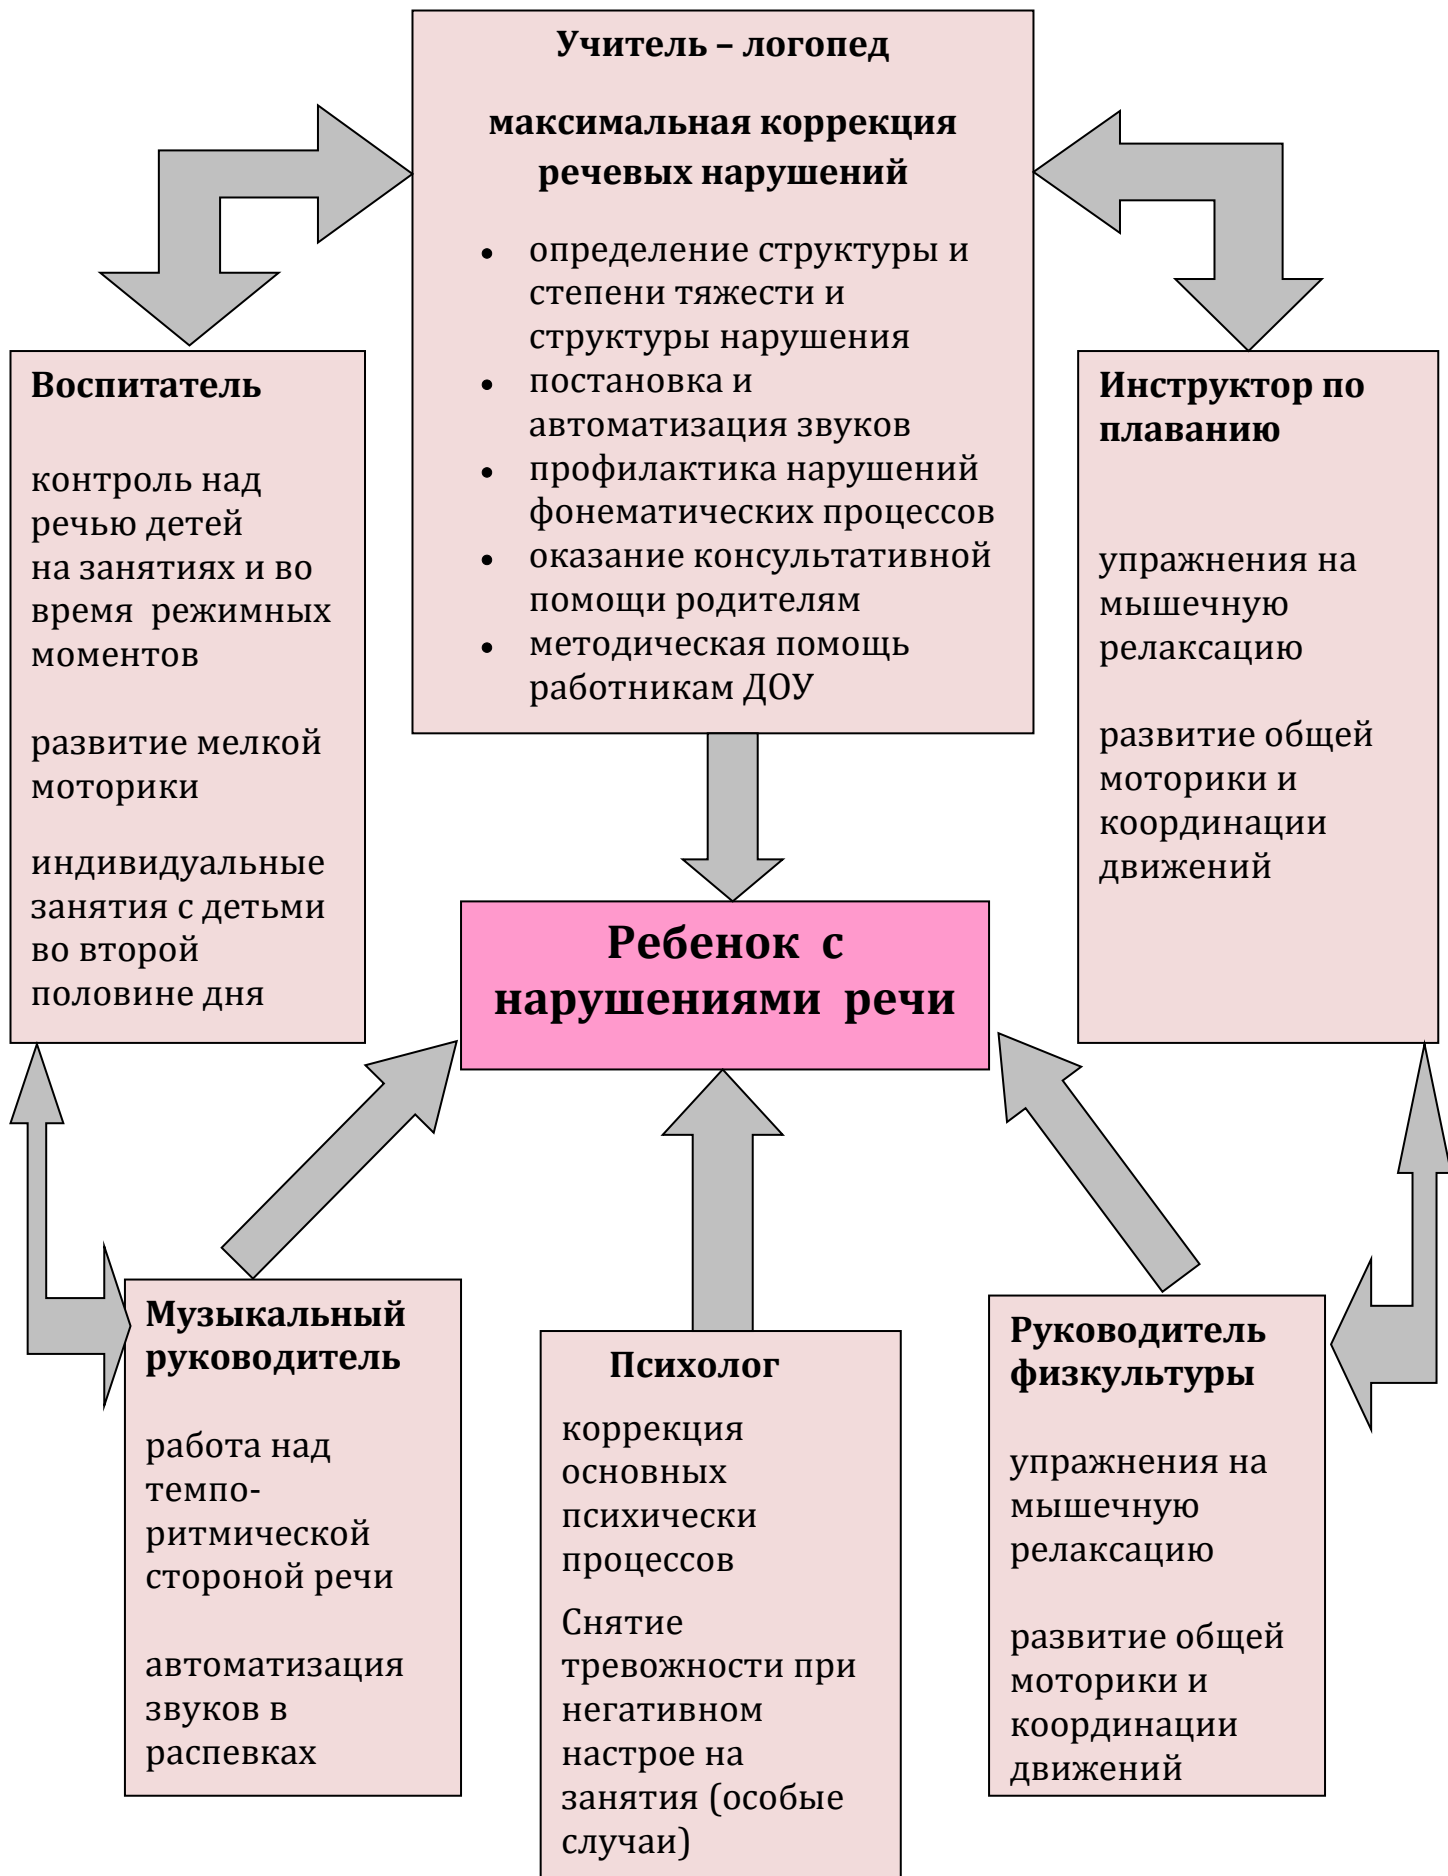 Учитель – логопед
максимальная коррекция
речевых нарушений
• определение структуры и
степени тяжести и
структуры нарушения
• постановка и
автоматизация звуков
• профилактика нарушений
фонематических процессов
• оказание консультативной
помощи родителям
• методическая помощь
работникам ДОУ
Воспитатель
контроль над
речью детей
на занятиях и во
время режимных
моментов
развитие мелкой
моторики
индивидуальные
занятия с детьми
во второй
половине дня
Инструктор по
плаванию
упражнения на
мышечную
релаксацию
развитие общей
моторики и
координации
движений
Ребенок с
нарушениями речи
Музыкальный
руководитель
работа над
темпо-
ритмической
стороной речи
автоматизация
звуков в
распевках
Психолог
коррекция
основных
психически
процессов
Снятие
тревожности при
негативном
настрое на
занятия (особые
случаи)
Руководитель
физкультуры
упражнения на
мышечную
релаксацию
развитие общей
моторики и
координации
движений